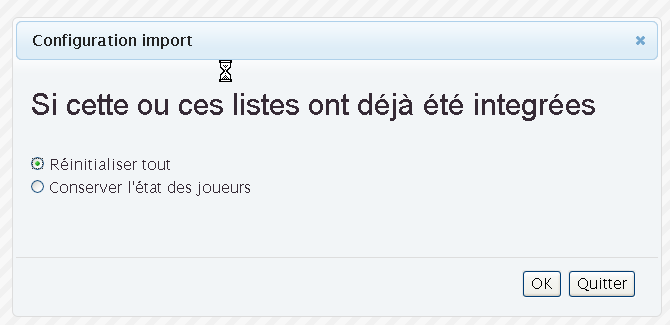 Configuration import
Si cette ou ces listes ont déjà été integrées
Réinitialiser tout
Conserver l'état des joueurs
OK Quitter